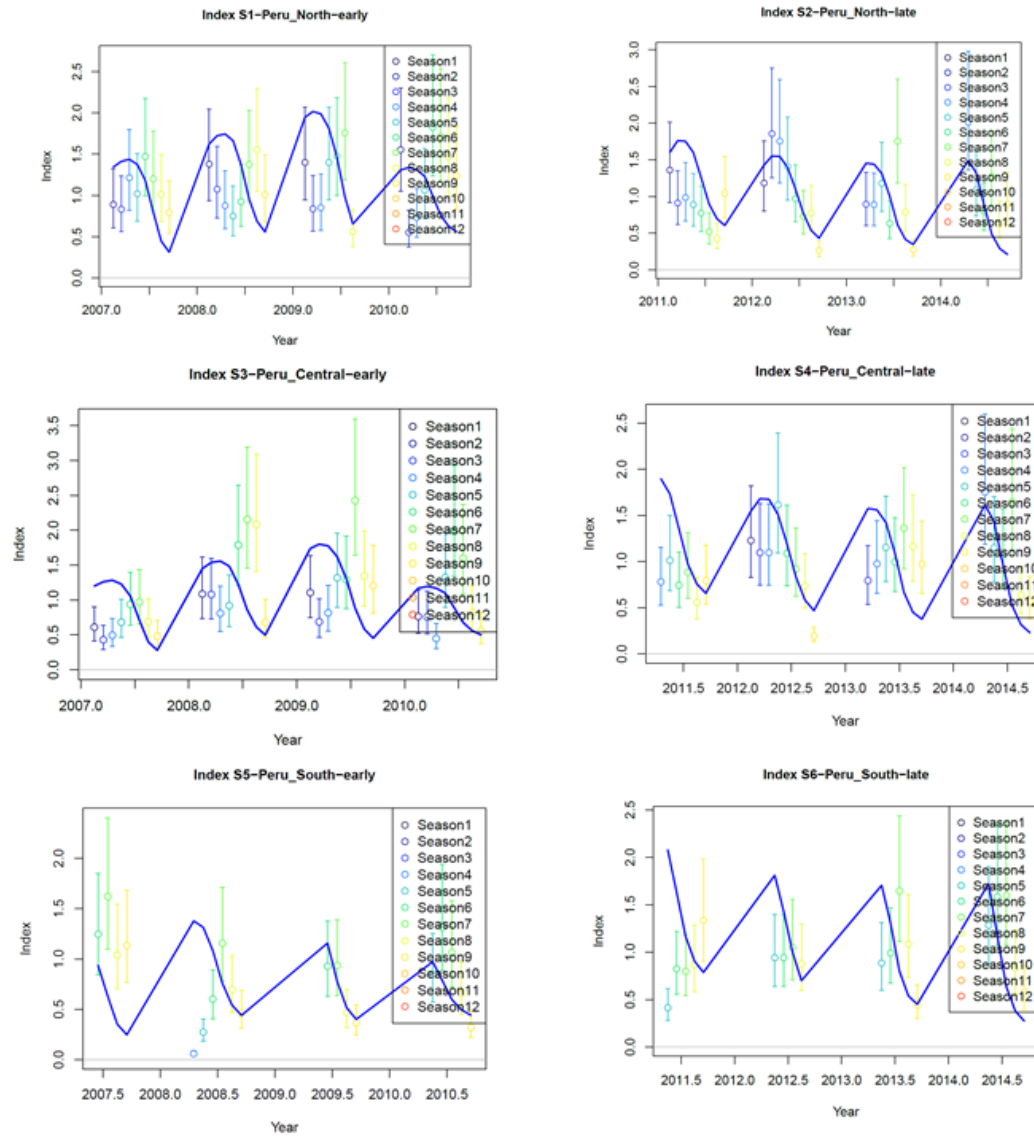 Index S1-Peru_North-early
Index
0.0 0.5 1.0 1.5 2.0 2.5
2007.0 2008.0 2009.0 2010.0
Year
Season1
Season2
Season3
Season4
Season5
Season6
Season7
Season8
Season9
Season10
Season11
Season12
Index S2-Peru_North-late
Index
0.0 0.5 1.0 1.5 2.0 2.5 3.0
2011.0 2012.0 2013.0 2014.0
Year
Season1
Season2
Season3
Season4
Season5
Season6
Season7
Season8
Season9
Season10
Season11
Season12
Index S3-Peru_Central-early
Index
0.0 0.5 1.0 1.5 2.0 2.5 3.0 3.5
2007.0 2008.0 2009.0 2010.0
Year
Season1
Season2
Season3
Season4
Season5
Season6
Season7
Season8
Season9
Season10
Season11
Season12
Index S4-Peru_Central-late
Index
0.0 0.5 1.0 1.5 2.0 2.5
2011.5 2012.0 2012.5 2013.0 2013.5 2014.0 2014.5
Year
Season1
Season2
Season3
Season4
Season5
Season6
Season7
Season8
Season9
Season10
Season11
Season12
Index S5-Peru_South-early
Index
0.0 0.5 1.0 1.5 2.0
2007.5 2008.0 2008.5 2009.0 2009.5 2010.0 2010.5
Year
Season1
Season2
Season3
Season4
Season5
Season6
Season7
Season8
Season9
Season10
Season11
Season12
Index S6-Peru_South-late
Index
0.0 0.5 1.0 1.5 2.0 2.5
2011.5 2012.0 2012.5 2013.0 2013.5 2014.0 2014.5
Year
Season1
Season2
Season3
Season4
Season5
Season6
Season7
Season8
Season9
Season10
Season11
Season12